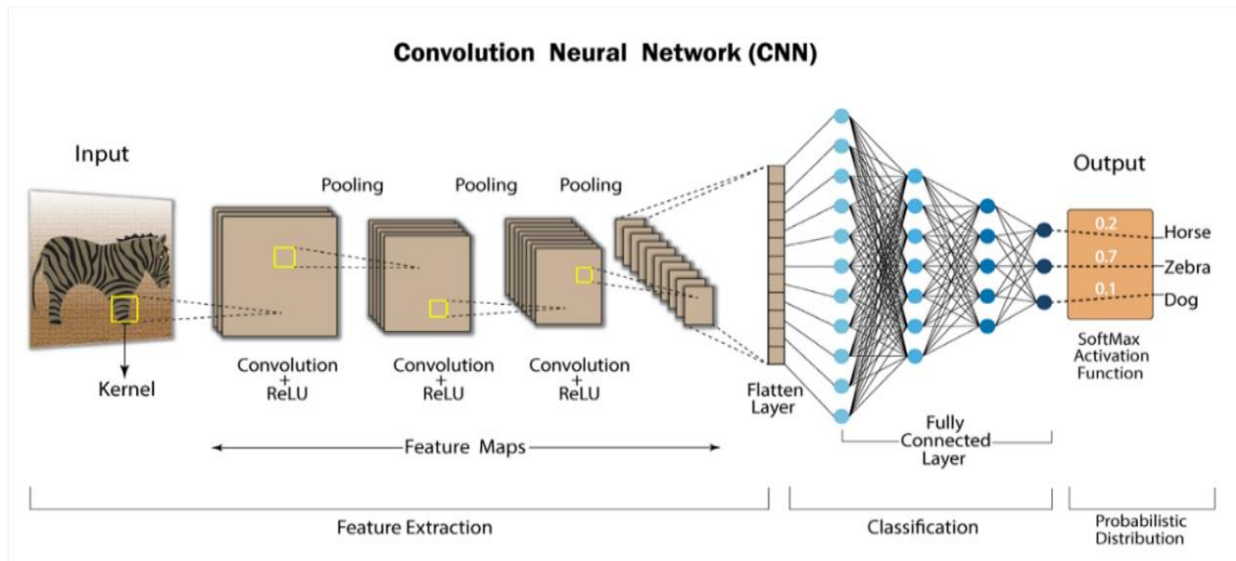 Convolution Neural Network (CNN)
Input
Kernel
Pooling
Pooling
Pooling
Convolution
+
ReLU
Convolution
+
ReLU
Convolution
+
ReLU
Feature Maps
Flatten
Layer
Fully
Connected
Layer
Output
0.2
Horse
0.7
Zebra
0.1
Dog
SoftMax
Activation
Function
Feature Extraction
Classification
Probabilistic
Distribution